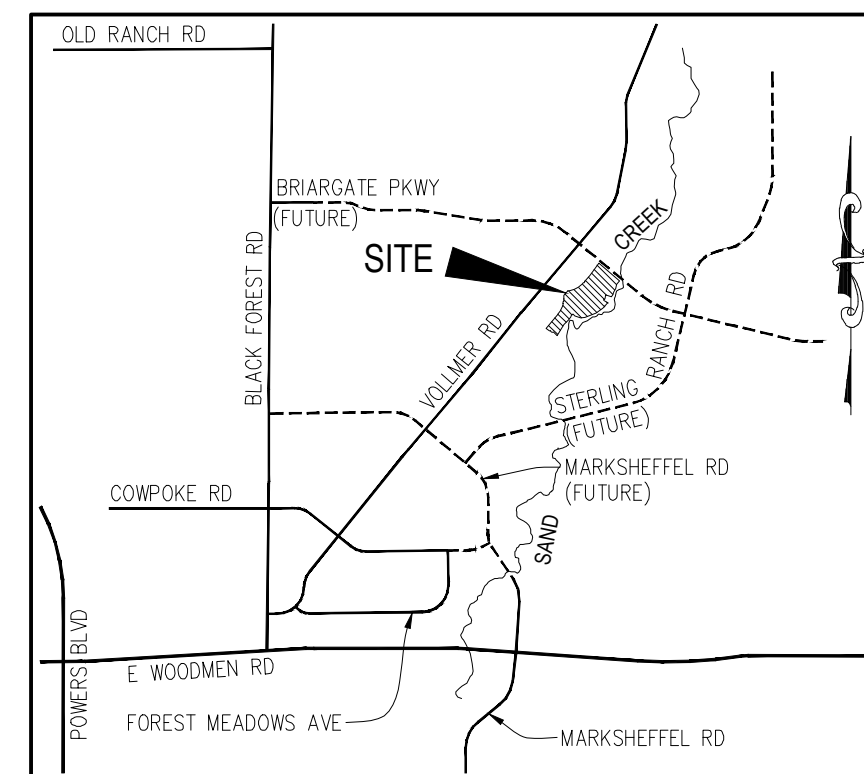 OLD RANCH RD
BRIARGATE PKWY
(FUTURE)
CREEK
SITE
BLACK FOREST RD
VOLLMER RD
RANCH RD
STERLING
(FUTURE)
MARKSHEFFEL RD
(FUTURE)
COWPOKE RD
SAND
POWERS BLVD
E WOODMEN RD
FOREST MEADOWS AVE
MARKSHEFFEL RD